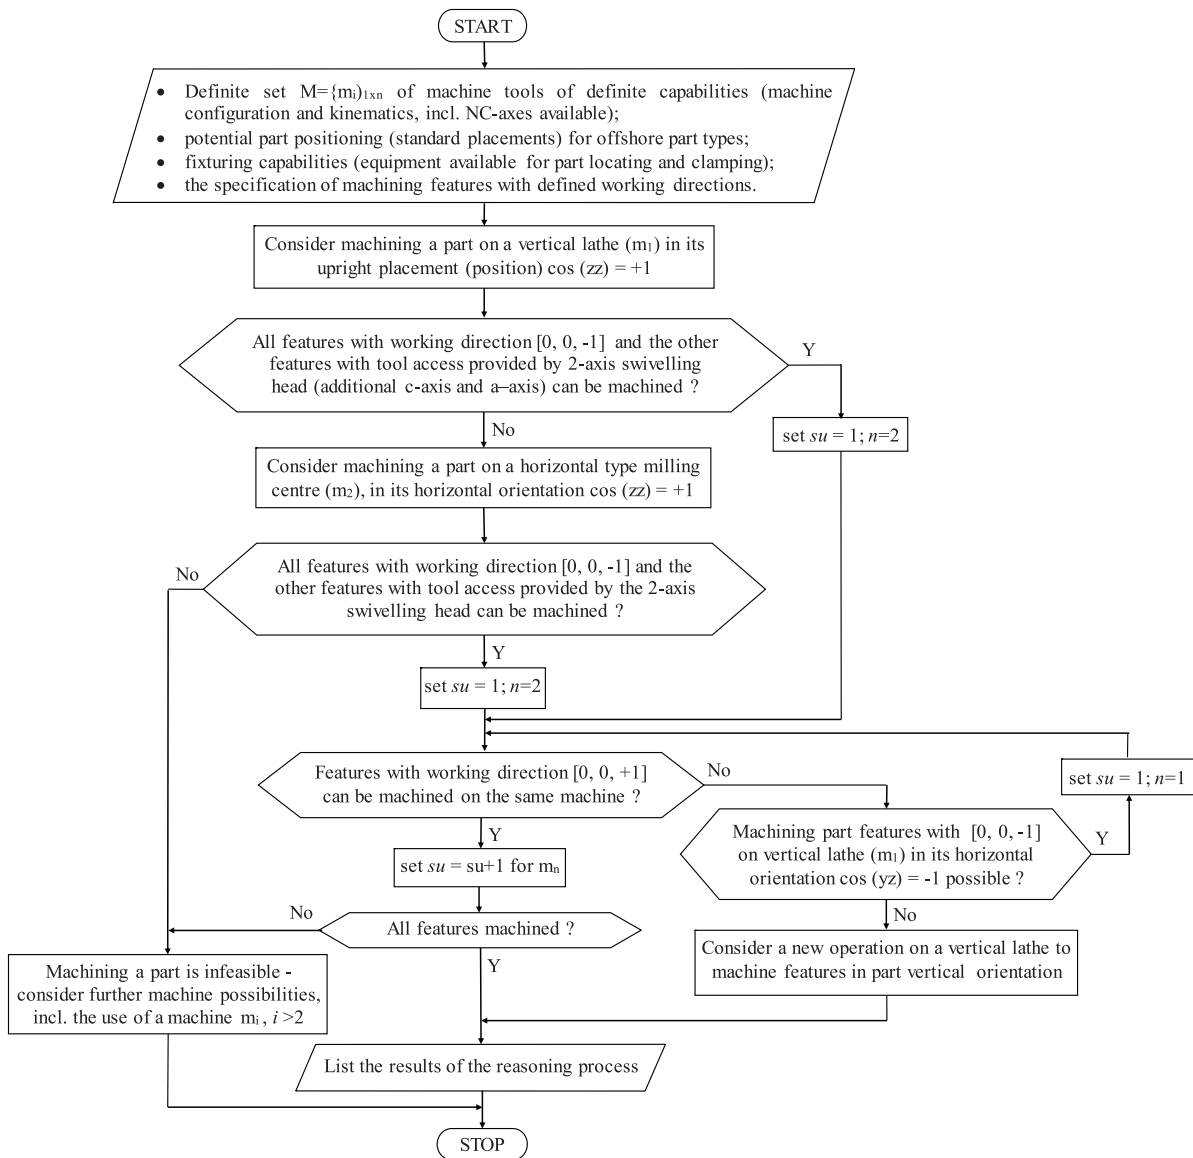 START
• Definite set M={mi)1xn of machine tools of definite capabilities (machine
configuration and kinematics, incl. NC-axes available);
• potential part positioning (standard placements) for offshore part types;
• fixturing capabilities (equipment available for part locating and clamping);
• the specification of machining features with defined working directions.
Consider machining a part on a vertical lathe (m1) in its
upright placement (position) cos (zz) = +1
All features with working direction [0, 0, -1] and the other
features with tool access provided by 2-axis swivelling
head (additional c-axis and a–axis) can be machined ?
Y
set su = 1; n=2
No
Consider machining a part on a horizontal type milling
centre (m2), in its horizontal orientation cos (zz) = +1
No
All features with working direction [0, 0, -1] and the
other features with tool access provided by the 2-axis
swivelling head can be machined ?
Y
set su = 1; n=2
Features with working direction [0, 0, +1]
can be machined on the same machine ?
No
set su = 1; n=1
Machining part features with [0, 0, -1]
on vertical lathe (m1) in its horizontal
orientation cos (yz) = -1 possible ?
Y
Y
set su = su+1 for mn
No
All features machined ?
No
Consider a new operation on a vertical lathe to
machine features in part vertical orientation
Y
Machining a part is infeasible -
consider further machine possibilities,
incl. the use of a machine mi , i >2
List the results of the reasoning process
STOP